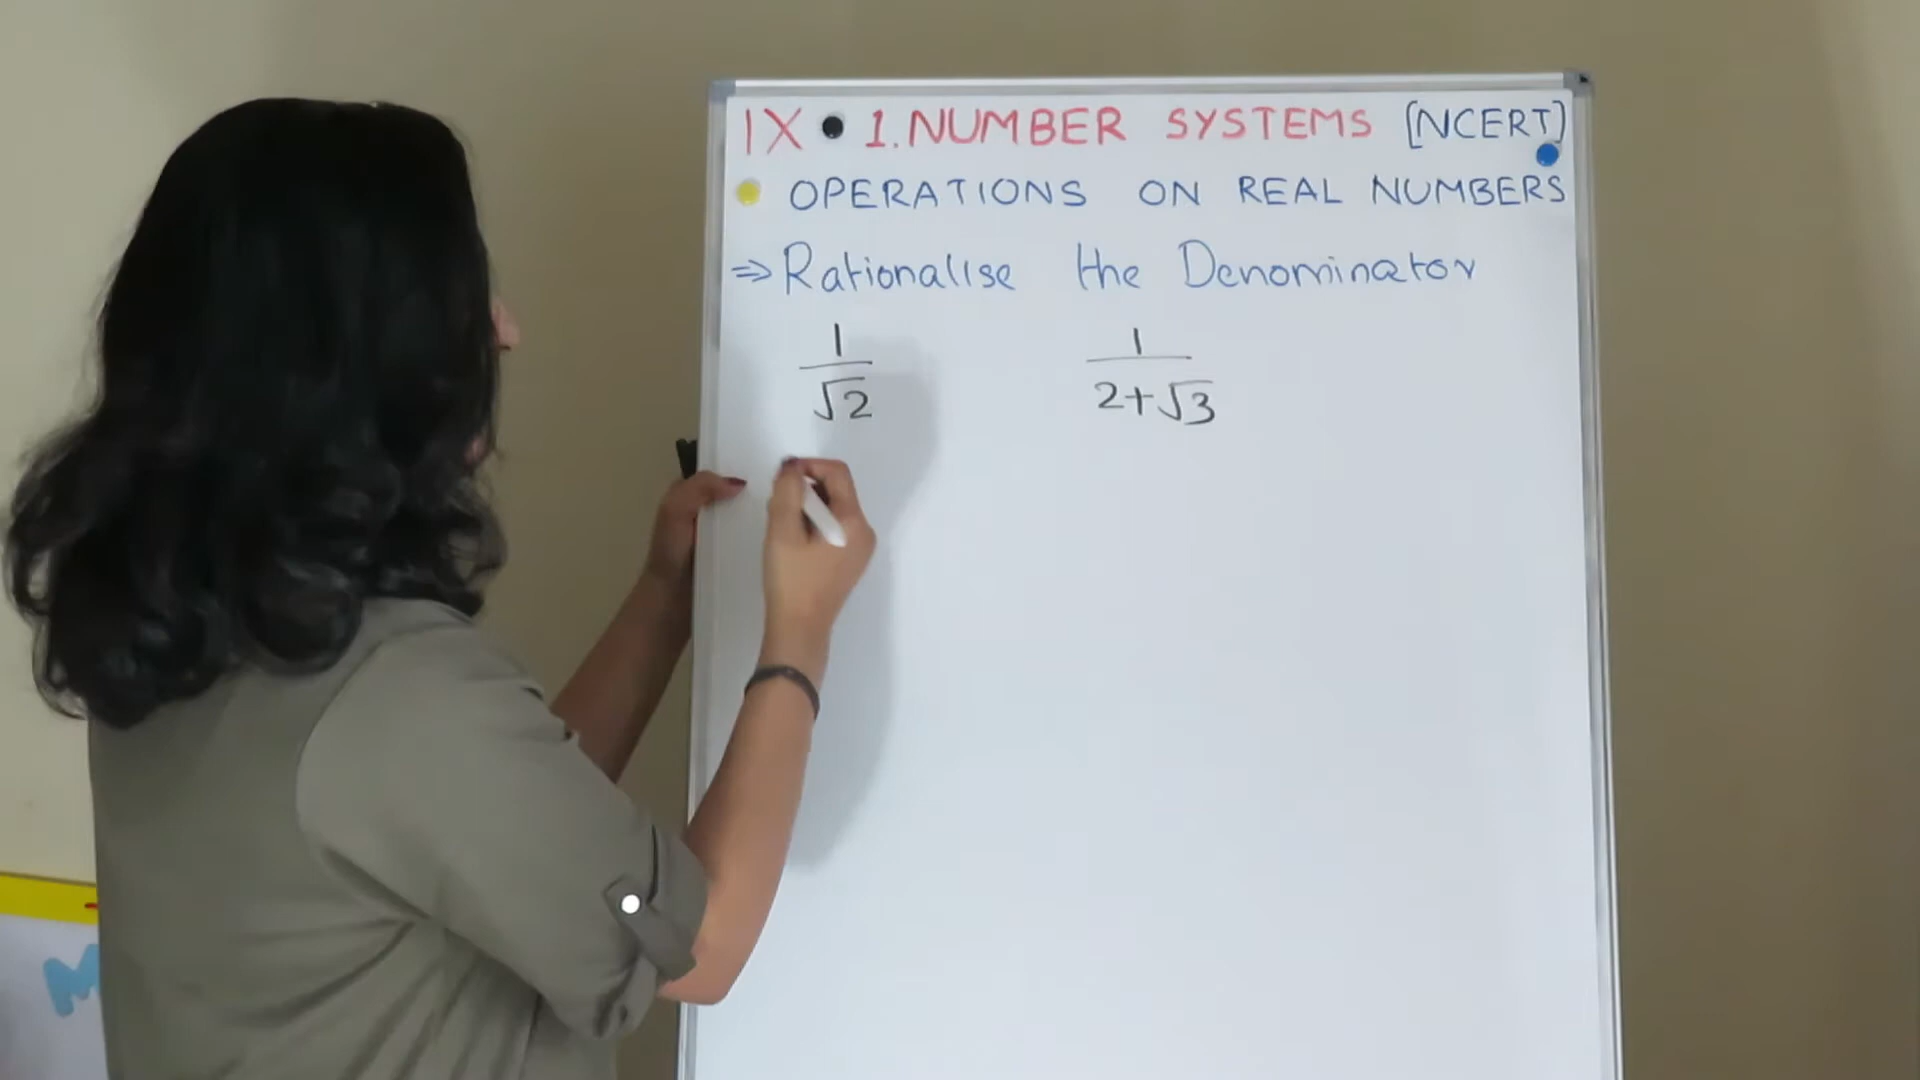 IX • 1. NUMBER SYSTEMS [NCERT]
OPERATIONS ON REAL NUMBERS
⇒ Rationalise the Denominator
1/√2 1/2+√3
M